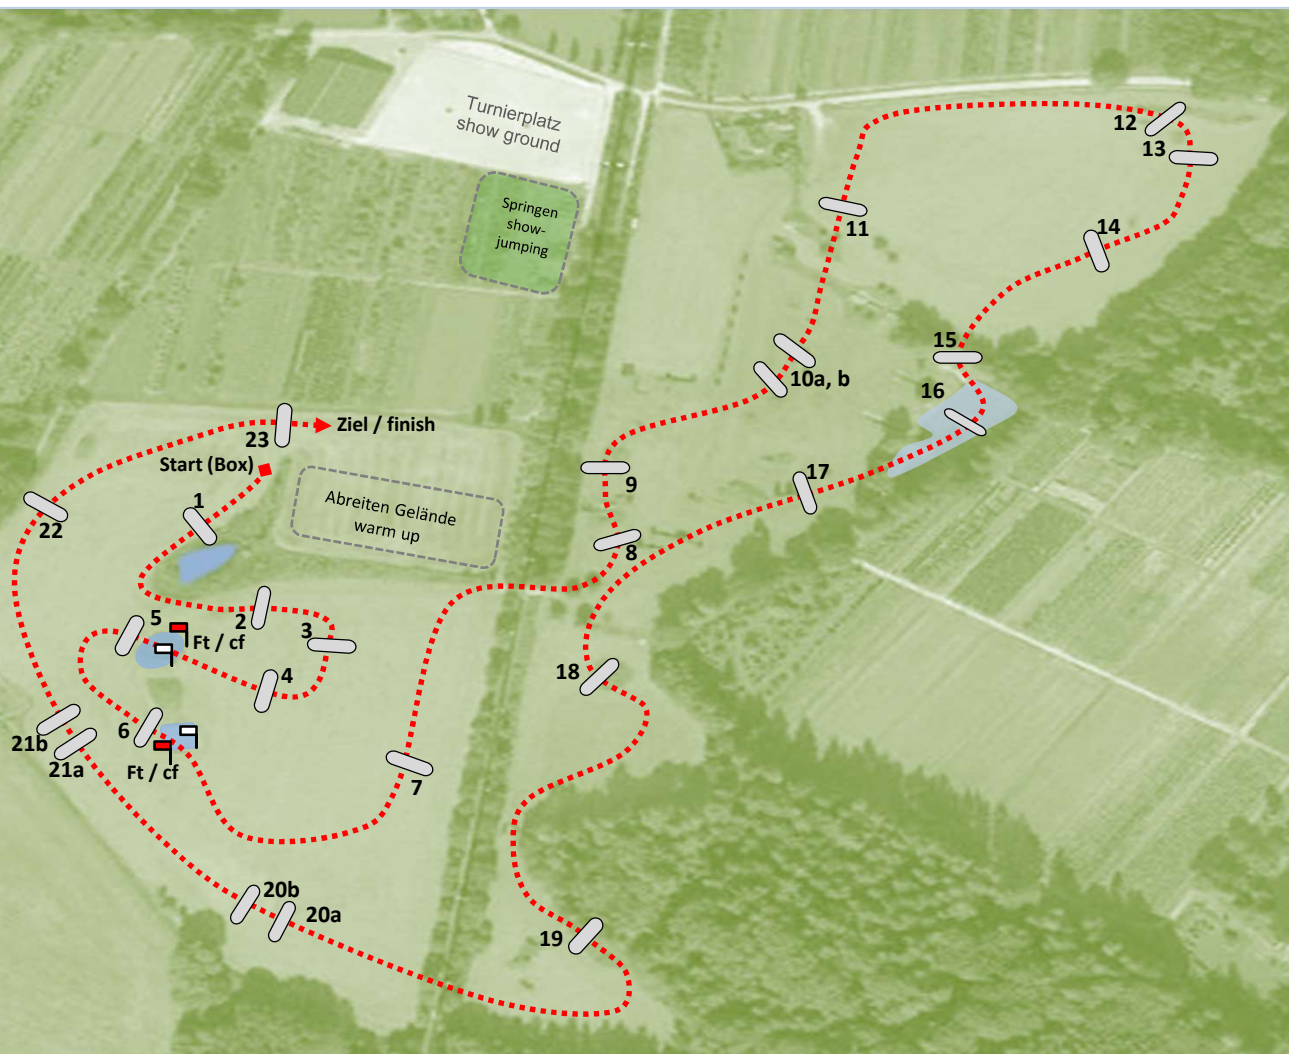 Turnierplatz
show ground
12
13
Springen
show-
jumping
11
14
15
10a, b
16
Ziel / finish
23
Start (Box)
9
17
1
22
Abreiten Gelände
warm up
8
2
5
3
Ft / cf
4
18
6
21b
21a
Ft / cf
7
20b
20a
19